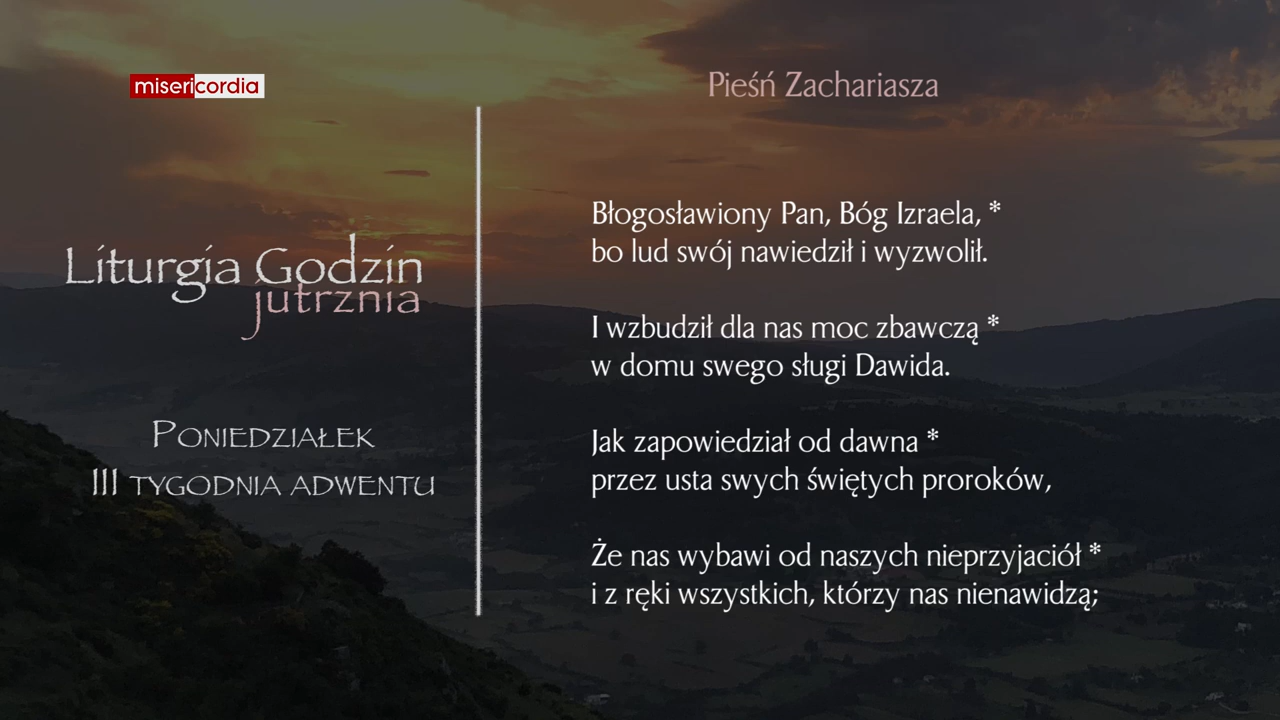 misericordia
Liturgia Godzin
jutrznia
Poniedziałek
III tygodnia adwentu
Pieśń Zachariasza
Błogosławiony Pan, Bóg Izraela, *
bo lud swój nawiedził i wyzwolił.
I wzbudził dla nas moc zbawczą *
w domu swego sługi Dawida.
Jak zapowiedział od dawna *
przez usta swych świętych proroków,
Że nas wybawi od naszych nieprzyjaciół *
i z ręki wszystkich, którzy nas nienawidzą;